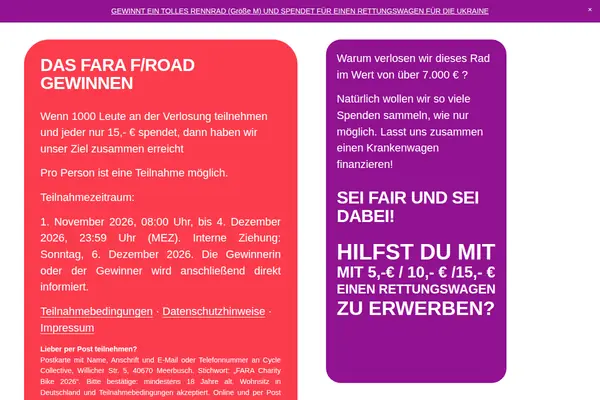 GEWINNT EIN TOLLES RENNRAD (Größe M) UND SPENDET FÜR EINEN RETTUNGSWAGEN FÜR DIE UKRAINE
×
DAS FARA F/ROAD
GEWINNEN
Wenn 1000 Leute an der Verlosung teilnehmen
und jeder nur 15,- € spendet, dann haben wir
unser Ziel zusammen erreicht
Pro Person ist eine Teilnahme möglich.
Teilnahmezeitraum:
1. November 2026, 08:00 Uhr, bis 4. Dezember
2026, 23:59 Uhr (MEZ). Interne Ziehung:
Sonntag, 6. Dezember 2026. Die Gewinnerin
oder der Gewinner wird anschließend direkt
informiert.
Teilnahmebedingungen · Datenschutzhinweise ·
Impressum
Lieber per Post teilnehmen?
Postkarte mit Name, Anschrift und E-Mail oder Telefonnummer an Cycle
Collective, Willicher Str. 5, 40670 Meerbusch. Stichwort: „FARA Charity
Bike 2026“. Bitte bestätige: mindestens 18 Jahre alt, Wohnsitz in
Deutschland und Teilnahmebedingungen akzeptiert. Online und per Post
Warum verlosen wir dieses Rad
im Wert von über 7.000 € ?
Natürlich wollen wir so viele
Spenden sammeln, wie nur
möglich. Lasst uns zusammen
einen Krankenwagen
finanzieren!
SEI FAIR UND SEI
DABEI!
HILFST DU MIT
MIT 5,-€ / 10,- € /15,- €
EINEN RETTUNGSWAGEN
ZU ERWERBEN?